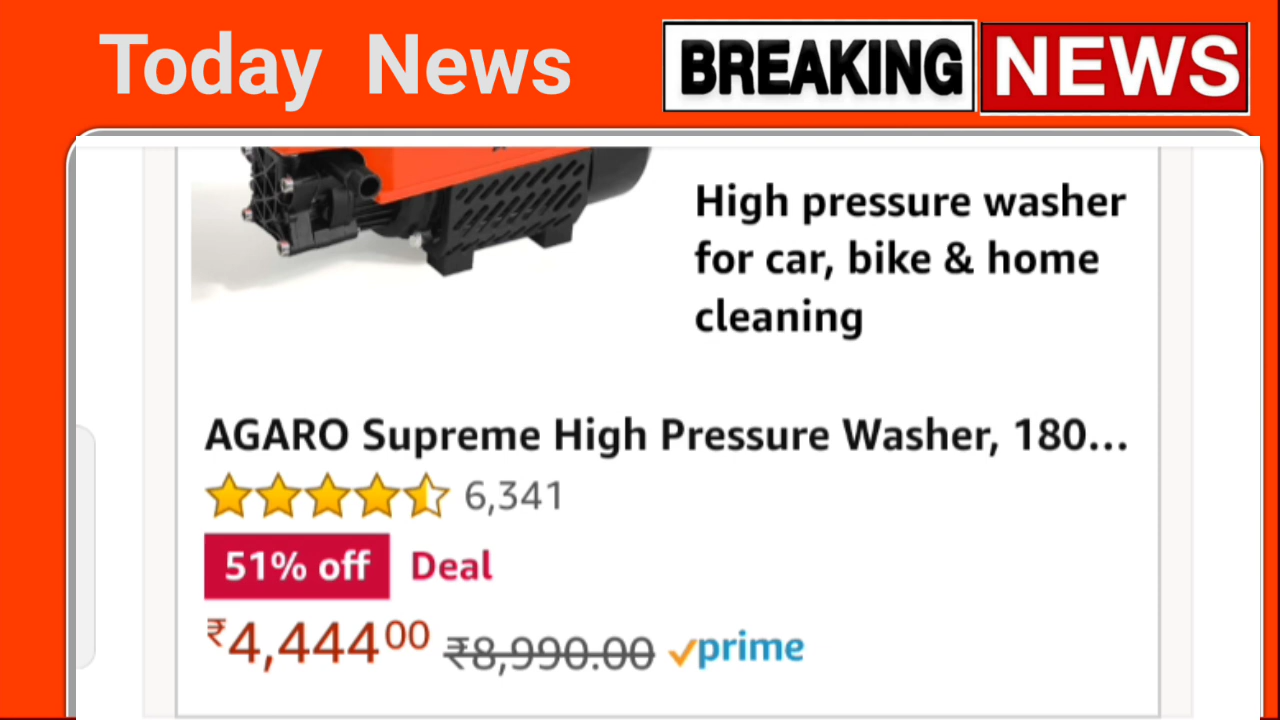 Today News
BREAKING NEWS
High pressure washer
for car, bike & home
cleaning
AGARO Supreme High Pressure Washer, 180...
6,341
51% off Deal
₹4,44400 ₹8,990.00 prime